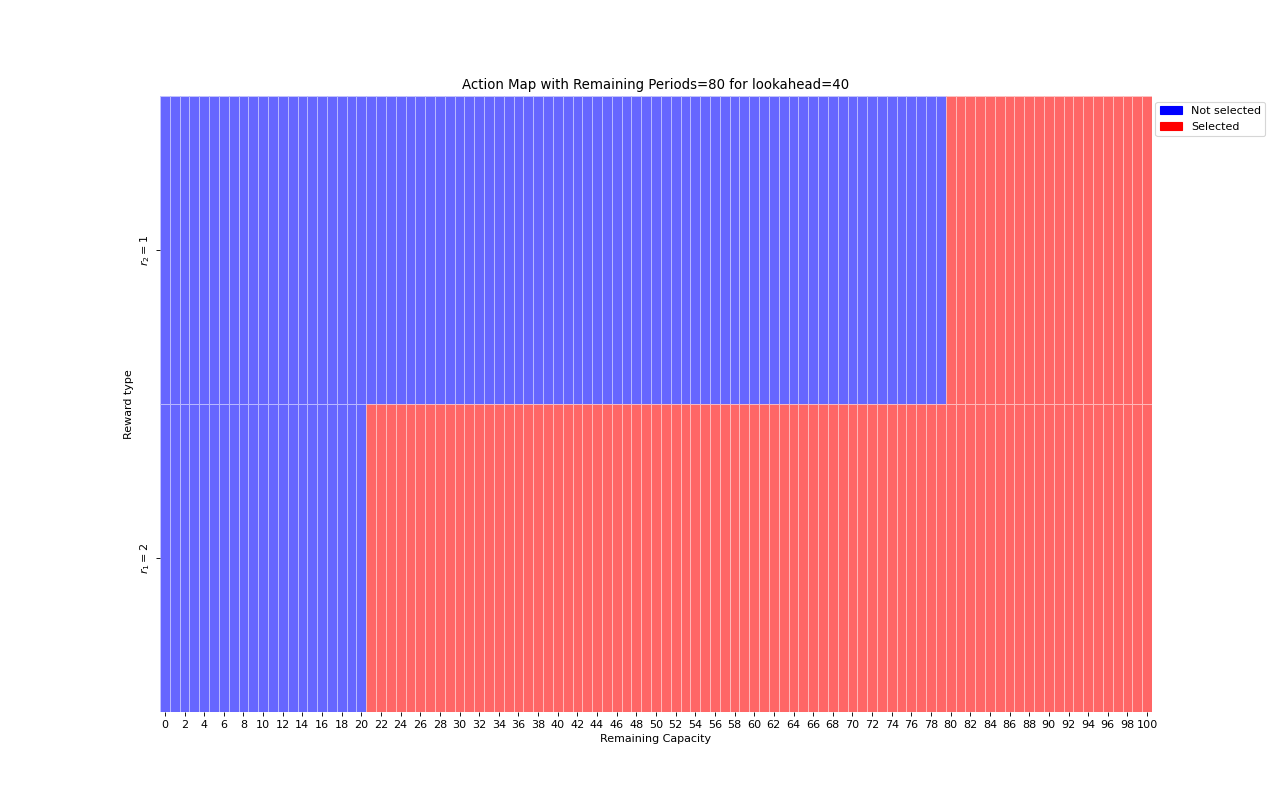 Action Map with Remaining Periods=80 for lookahead=40
Not selected
Selected
r₂ = 1
Reward type
r₁ = 2
0 2 4 6 8 10 12 14 16 18 20 22 24 26 28 30 32 34 36 38 40 42 44 46 48 50 52 54 56 58 60 62 64 66 68 70 72 74 76 78 80 82 84 86 88 90 92 94 96 98 100
Remaining Capacity